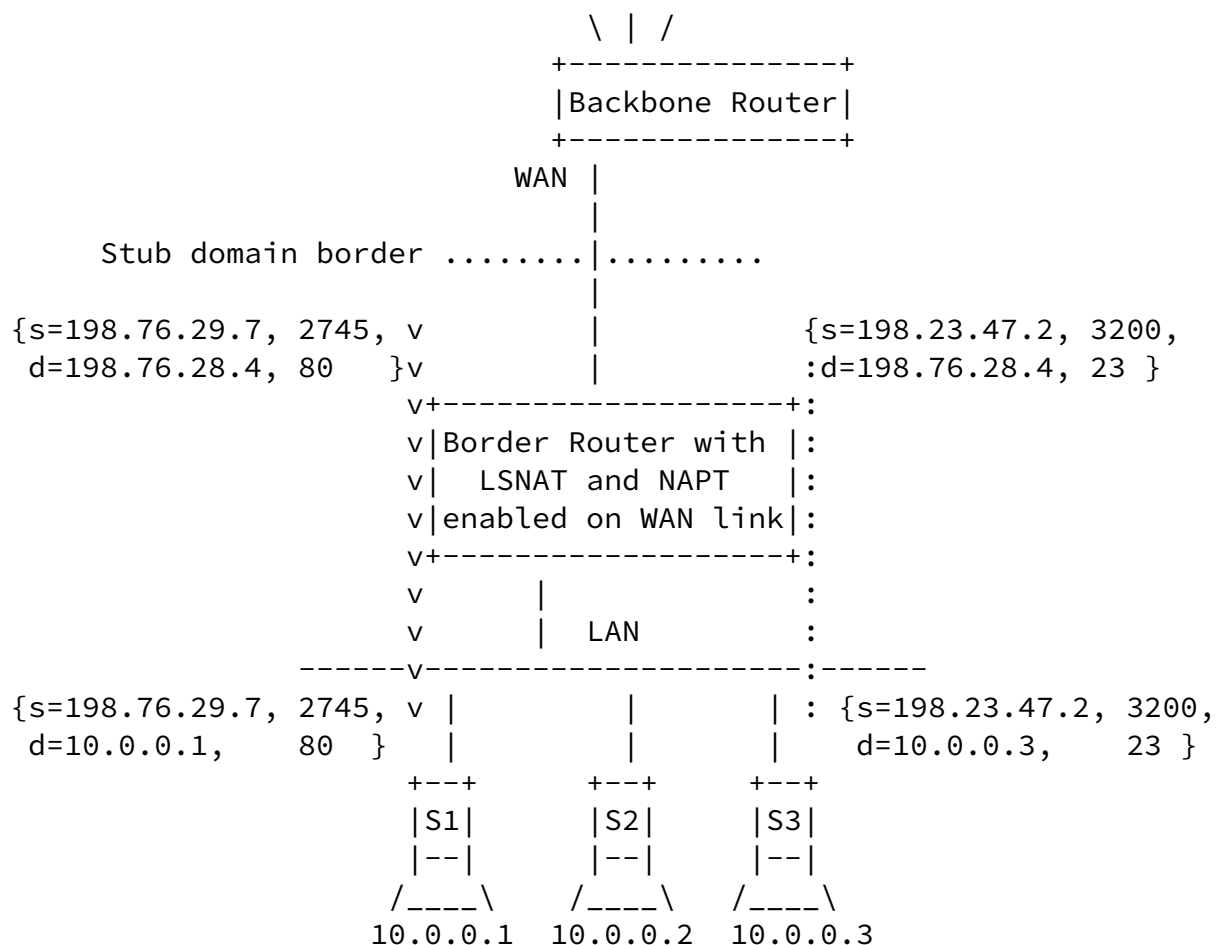 \ | /
+---------------+
|Backbone Router|
+---------------+
WAN |
|
Stub domain border ........|.........
|
{s=198.76.29.7, 2745, v | {s=198.23.47.2, 3200,
d=198.76.28.4, 80 }v | :d=198.76.28.4, 23 }
v+------------------+:
v|Border Router with |:
v| LSNAT and NAPT |:
v|enabled on WAN link|:
v+------------------+:
v | :
v | LAN :
------v---------------------:------
{s=198.76.29.7, 2745, v | | | : {s=198.23.47.2, 3200,
d=10.0.0.1, 80 } | | | d=10.0.0.3, 23 }
+--+ +--+ +--+
|S1| |S2| |S3|
|--| |--| |--|
/____\ /____\ /____\
10.0.0.1 10.0.0.2 10.0.0.3